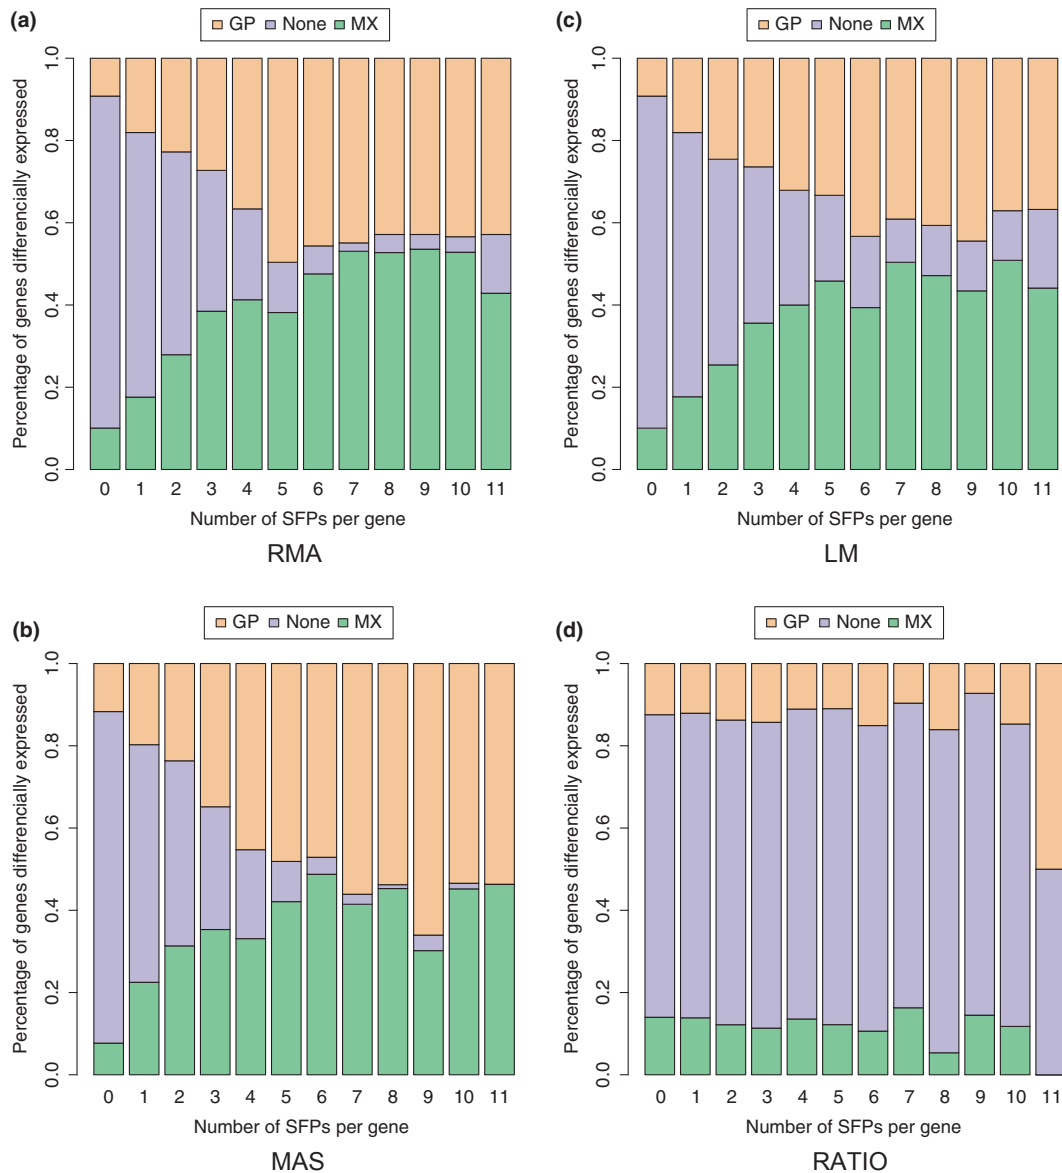 (a)
GP None MX
Percentage of genes differencially expressed
1.0
0.8
0.6
0.4
0.2
0.0
0 1 2 3 4 5 6 7 8 9 10 11
Number of SFPs per gene
RMA
(c)
GP None MX
Percentage of genes differencially expressed
1.0
0.8
0.6
0.4
0.2
0.0
0 1 2 3 4 5 6 7 8 9 10 11
Number of SFPs per gene
LM
(b)
GP None MX
Percentage of genes differencially expressed
1.0
0.8
0.6
0.4
0.2
0.0
0 1 2 3 4 5 6 7 8 9 10 11
Number of SFPs per gene
MAS
(d)
GP None MX
Percentage of genes differencially expressed
1.0
0.8
0.6
0.4
0.2
0.0
0 1 2 3 4 5 6 7 8 9 10 11
Number of SFPs per gene
RATIO